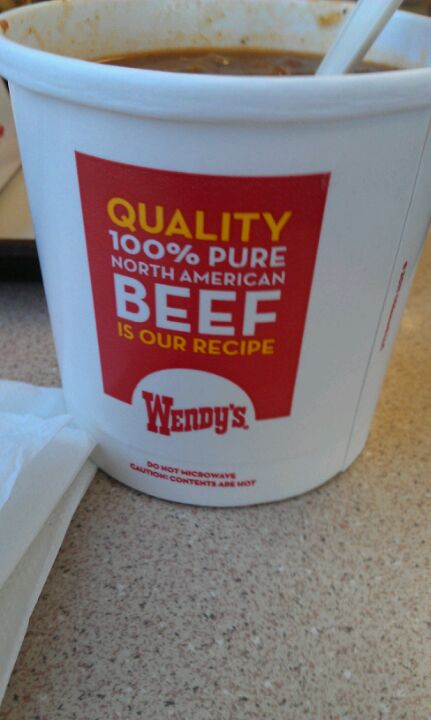 QUALITY
100% PURE
NORTH AMERICAN
BEEF
IS OUR RECIPE
WENDY'S
DO NOT MICROWAVE
CAUTION: CONTENTS ARE HOT